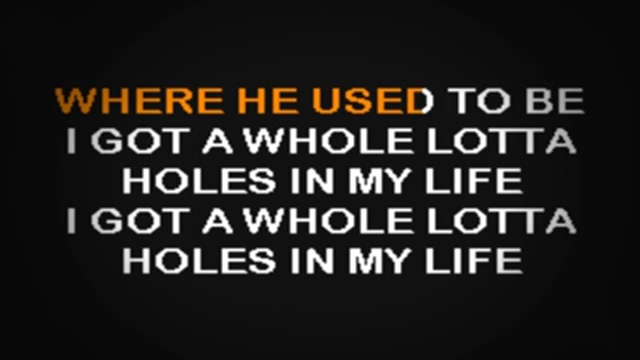 WHERE HE USED TO BE
I GOT A WHOLE LOTTA
HOLES IN MY LIFE
I GOT A WHOLE LOTTA
HOLES IN MY LIFE